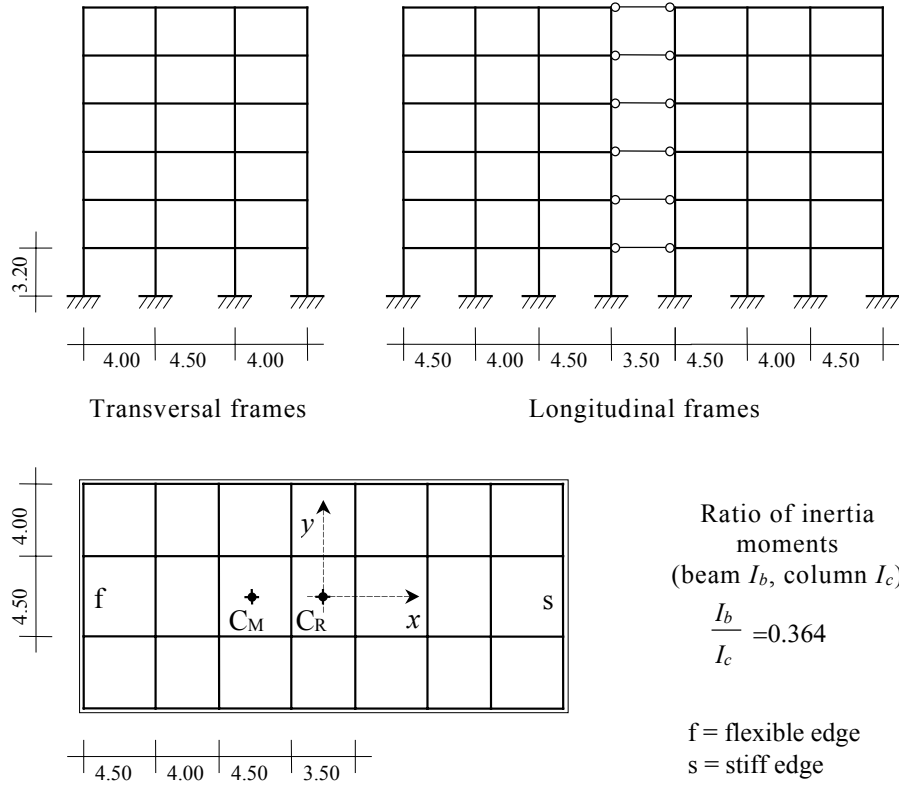 3.20
4.00 4.50 4.00
4.50 4.00 4.50 3.50 4.50 4.00 4.50
Transversal frames
Longitudinal frames
4.00
4.50
y
f
s
C_M
C_R
x
4.50 4.00 4.50 3.50
Ratio of inertia
moments
(beam I_b, column I_c)
I_b
I_c
=0.364
f = flexible edge
s = stiff edge